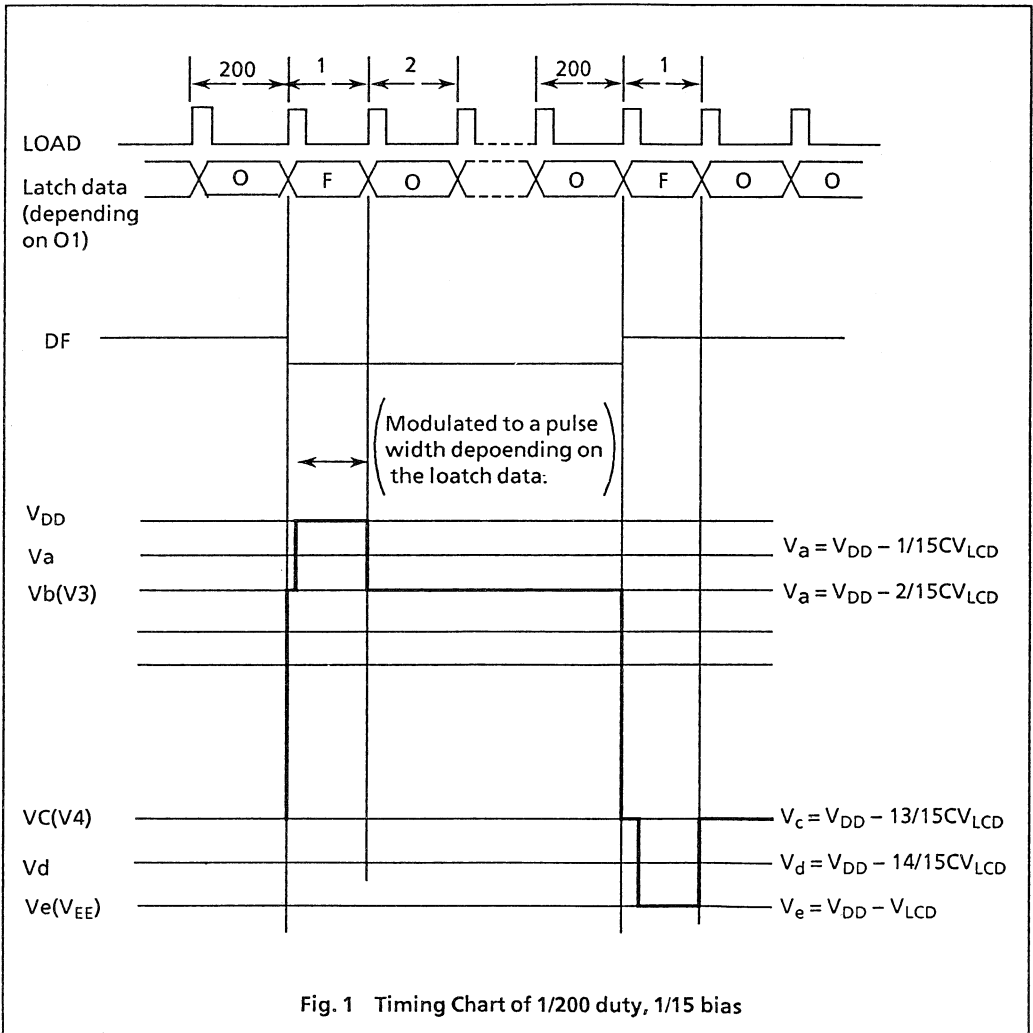 200 1 2 200 1
LOAD
Latch data
(depending
on O1)
O F O O F O O
DF
(Modulated to a pulse
width depoending on
the loatch data.)
VDD
Va
Va = VDD – 1/15CVLCD
Vb(V3)
Va = VDD – 2/15CVLCD
VC(V4)
Vc = VDD – 13/15CVLCD
Vd
Vd = VDD – 14/15CVLCD
Ve(VEE)
Ve = VDD – VLCD
Fig. 1 Timing Chart of 1/200 duty, 1/15 bias